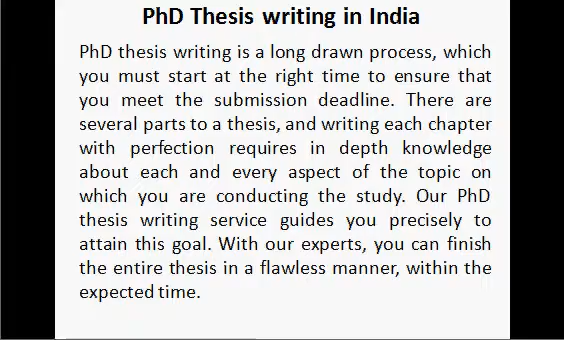 PhD Thesis writing in India
PhD thesis writing is a long drawn process, which
you must start at the right time to ensure that
you meet the submission deadline. There are
several parts to a thesis, and writing each chapter
with perfection requires in depth knowledge
about each and every aspect of the topic on
which you are conducting the study. Our PhD
thesis writing service guides you precisely to
attain this goal. With our experts, you can finish
the entire thesis in a flawless manner, within the
expected time.